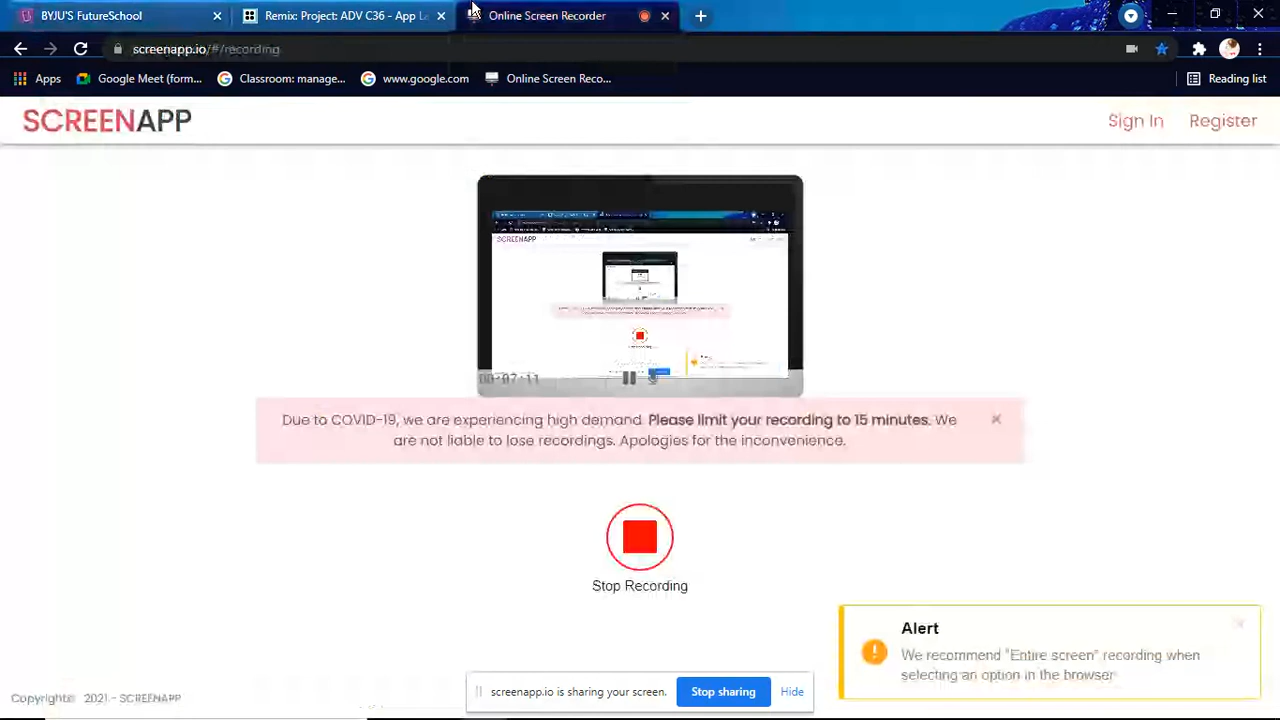 BYJU'S FutureSchool
Remix: Project: ADV C36 - App La
Online Screen Recorder
screenapp.io/#/recording
Apps
Google Meet (form...
Classroom: manage...
www.google.com
Online Screen Reco...
Reading list
SCREENAPP
Sign In
Register
SCREENAPP
00:07:11
Due to COVID-19, we are experiencing high demand. Please limit your recording to 15 minutes. We
are not liable to lose recordings. Apologies for the inconvenience.
Stop Recording
Alert
We recommend "Entire screen" recording when
selecting an option in the browser
screenapp.io is sharing your screen.
Stop sharing
Hide
Copyright© 2021 - SCREENAPP